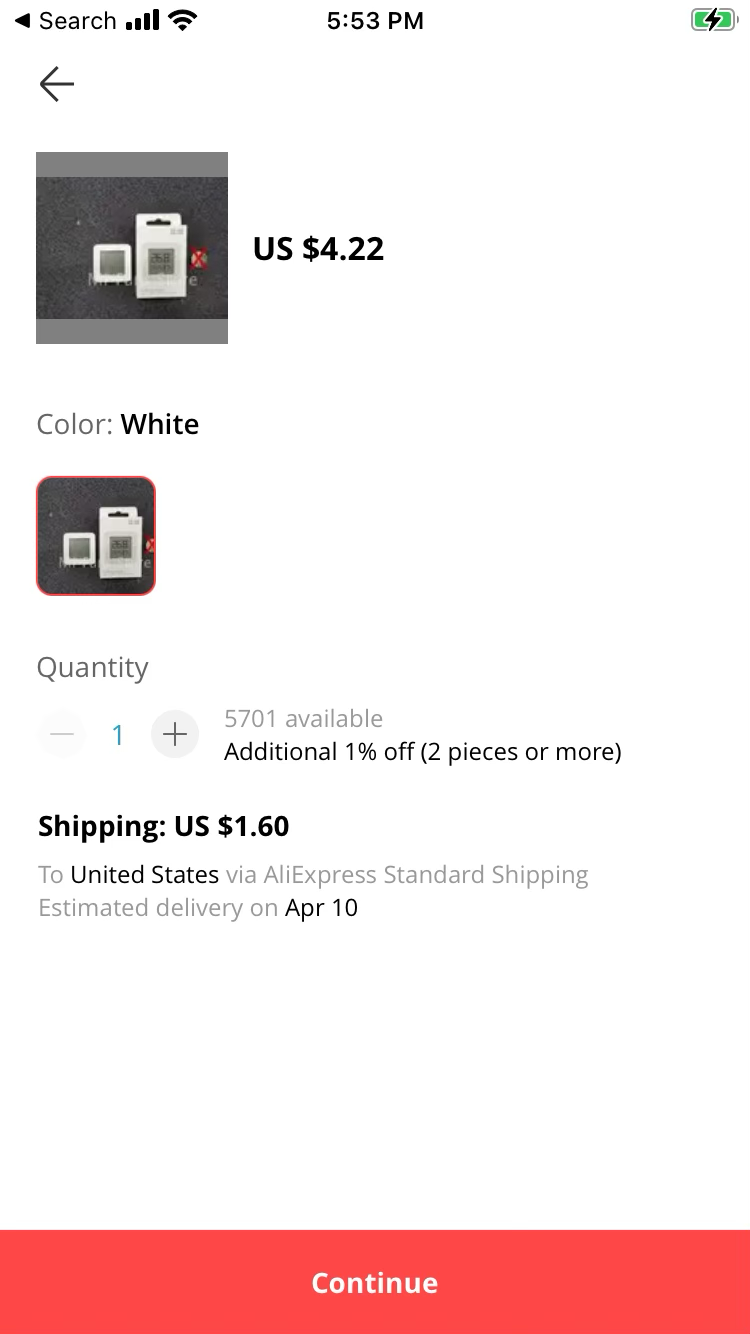 Search
5:53 PM
US $4.22
Color: White
Quantity
1
5701 available
Additional 1% off (2 pieces or more)
Shipping: US $1.60
To United States via AliExpress Standard Shipping
Estimated delivery on Apr 10
Continue